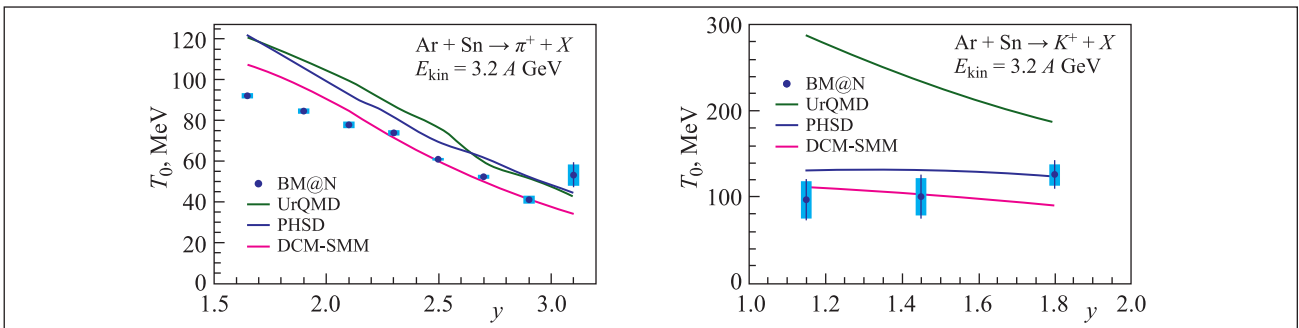 Ar + Sn → π⁺ + X
E_kin = 3.2 A GeV
T₀, MeV
120
100
80
60
40
20
0
BM@N
UrQMD
PHSD
DCM-SMM
1.5
2.0
2.5
3.0
y
Ar + Sn → K⁺ + X
E_kin = 3.2 A GeV
T₀, MeV
300
200
100
0
BM@N
UrQMD
PHSD
DCM-SMM
1.0
1.2
1.4
1.6
1.8
2.0
y